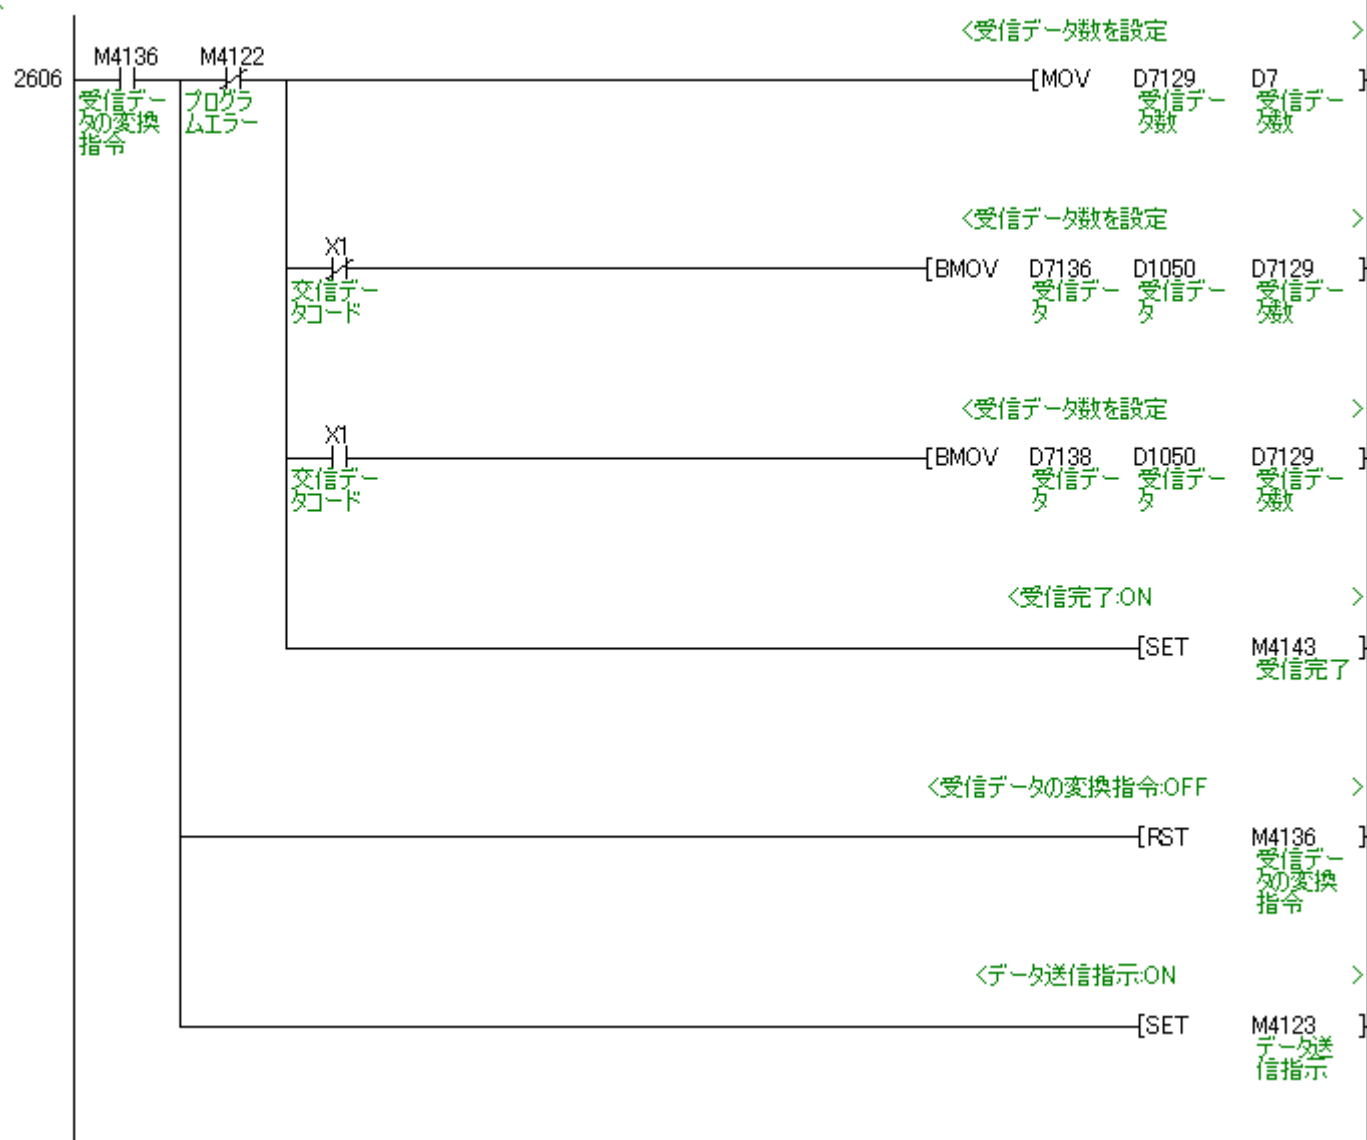 <受信データ数を設定 >
M4136 M4122
2606 [MOV D7129 D7 ]
受信デー プログラ 受信デー 受信デー
タの変換 ムエラー タ数 タ数
指令
<受信データ数を設定 >
X1
[BMOV D7136 D1050 D7129 ]
交信デー 受信デー 受信デー 受信デー
タコード タ タ タ数
<受信データ数を設定 >
X1
[BMOV D7138 D1050 D7129 ]
交信デー 受信デー 受信デー 受信デー
タコード タ タ タ数
<受信完了:ON >
[SET M4143 ]
受信完了
<受信データの変換指令:OFF >
[RST M4136 ]
受信デー
タの変換
指令
<データ送信指示:ON >
[SET M4123 ]
データ送
信指示